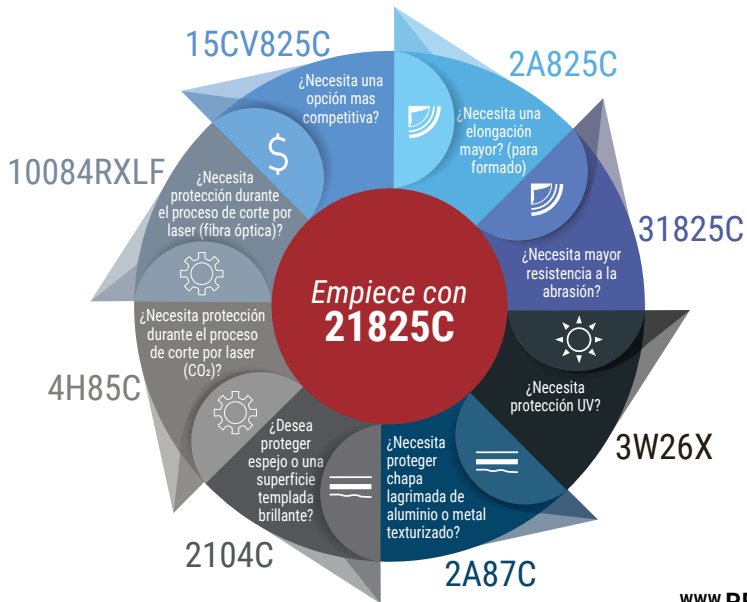 15CV825C
¿Necesita una
opción mas
competitiva?
$
2A825C
¿Necesita una
elongación
mayor? (para
formado)
31825C
¿Necesita mayor
resistencia a la
abrasión?
3W26X
¿Necesita
protección UV?
2A87C
¿Necesita
proteger
chapa
lagrimada de
aluminio o metal
texturizado?
2104C
¿Desea
proteger
espejo o una
superficie
templada
brillante?
4H85C
¿Necesita protección
durante el proceso
de corte por laser
(CO₂)?
10084RXLF
¿Necesita
protección durante
el proceso de corte por
laser (fibra óptica)?
Empiece con
21825C